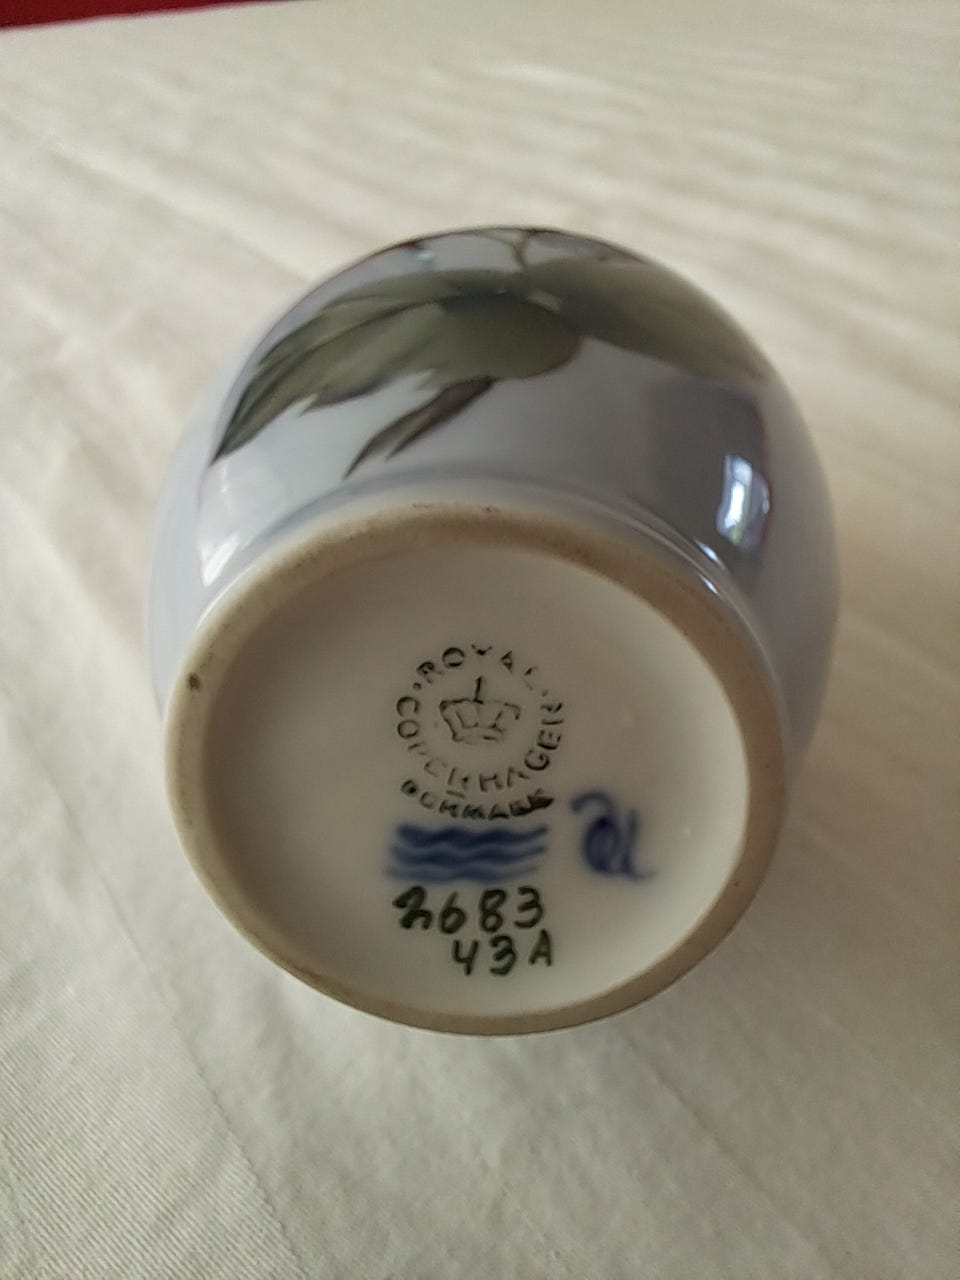 ROYAL
COPENHAGEN
DENMARK
2683
43A